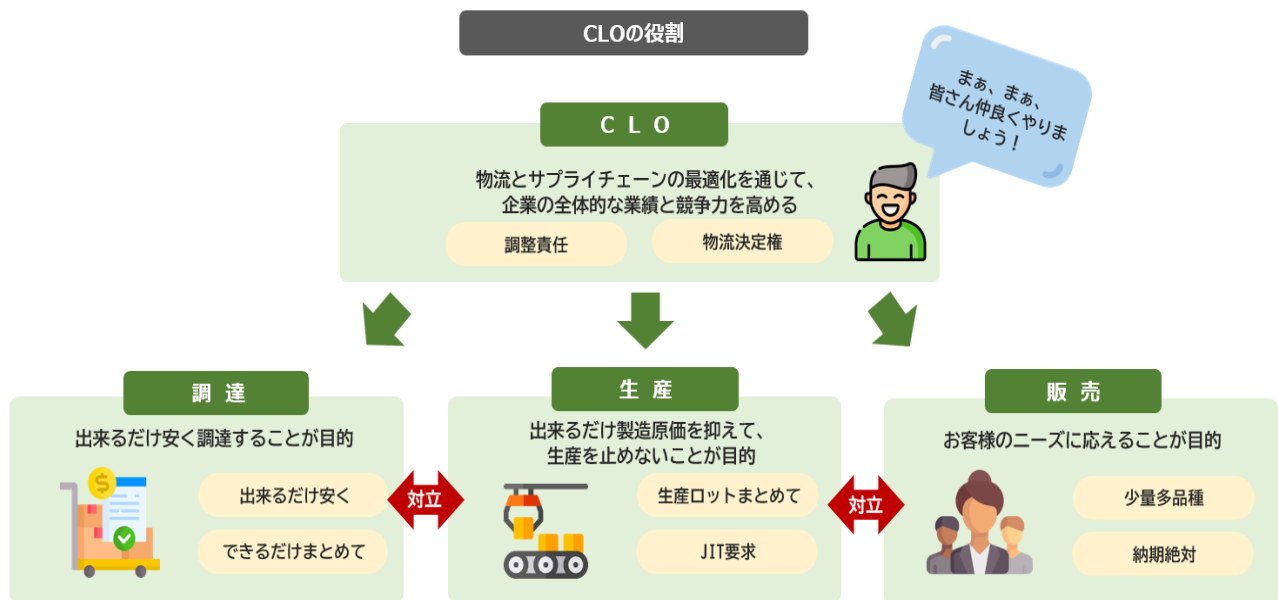 CLOの役割
まぁ、まぁ、
皆さん仲良くやりま
しょう！
C L O
物流とサプライチェーンの最適化を通じて、
企業の全体的な業績と競争力を高める
調整責任
物流決定権
調 達
出来るだけ安く調達することが目的
出来るだけ安く
できるだけまとめて
対立
生 産
出来るだけ製造原価を抑えて、
生産を止めないことが目的
生産ロットまとめて
JIT要求
対立
販 売
お客様のニーズに応えることが目的
少量多品種
納期絶対